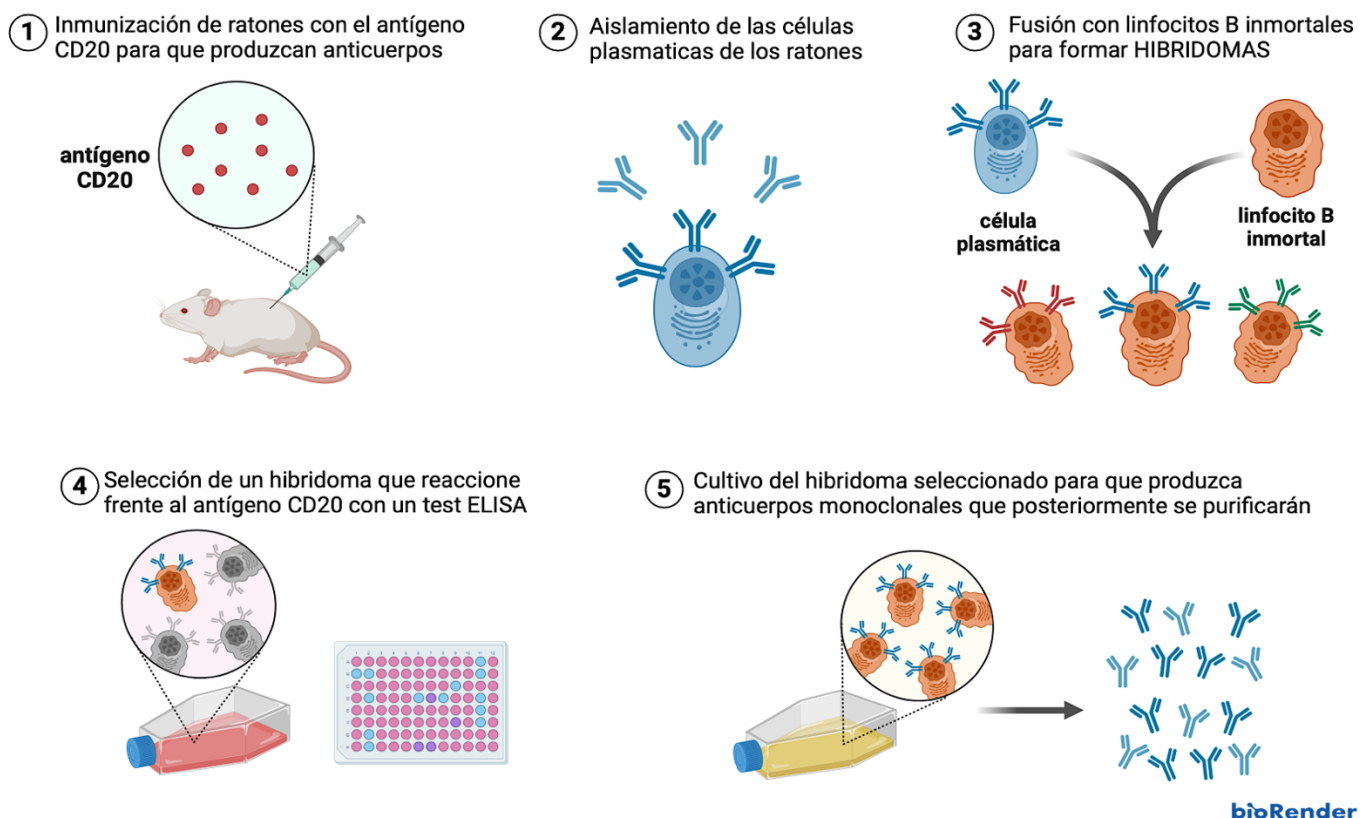 1 Inmunización de ratones con el antígeno
CD20 para que produzcan anticuerpos
antígeno
CD20
2 Aislamiento de las células
plasmaticas de los ratones
3 Fusión con linfocitos B inmortales
para formar HIBRIDOMAS
célula
plasmática
linfocito B
inmortal
4 Selección de un hibridoma que reaccione
frente al antígeno CD20 con un test ELISA
5 Cultivo del hibridoma seleccionado para que produzca
anticuerpos monoclonales que posteriormente se purificarán
bioRender